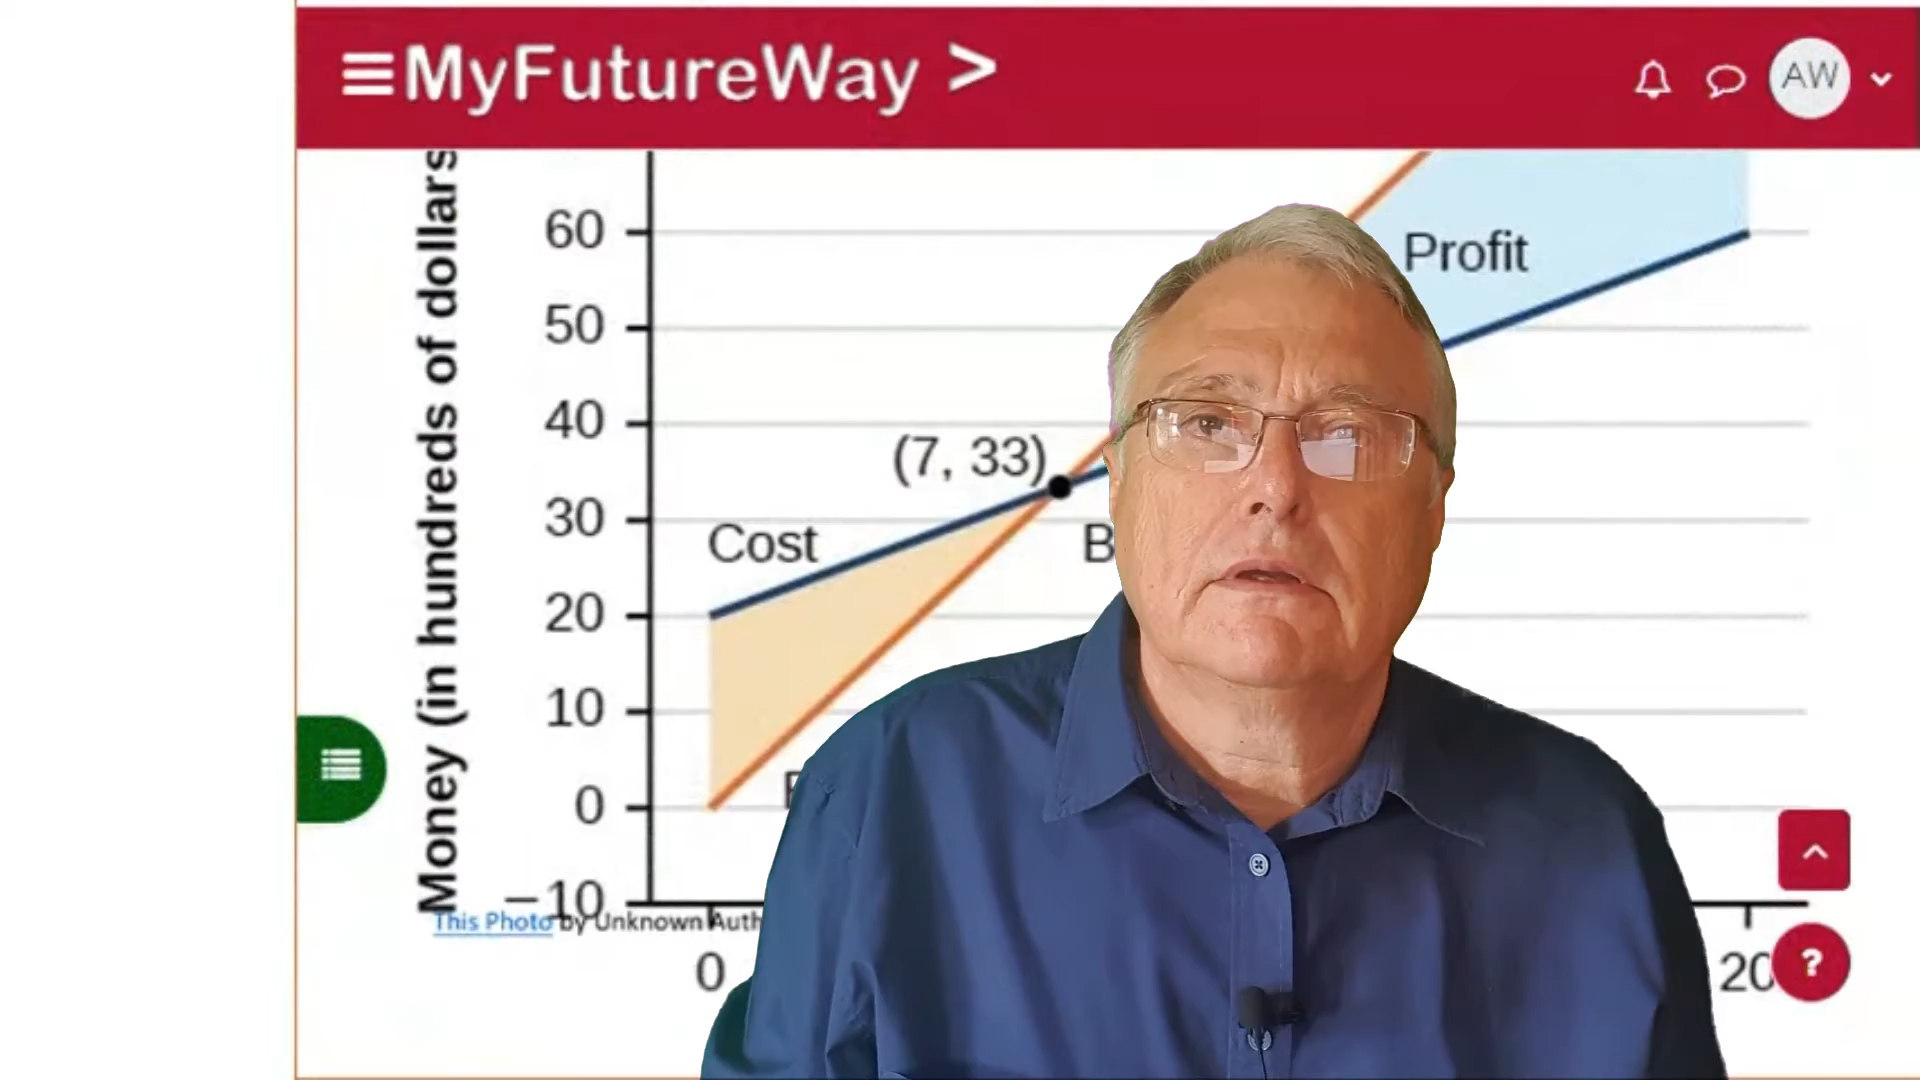 MyFutureWay >
AW
Money (in hundreds of dollars
60
50
40
30
20
10
0
–10
Profit
(7, 33)
Cost
This Photo by Unknown
0
20
?